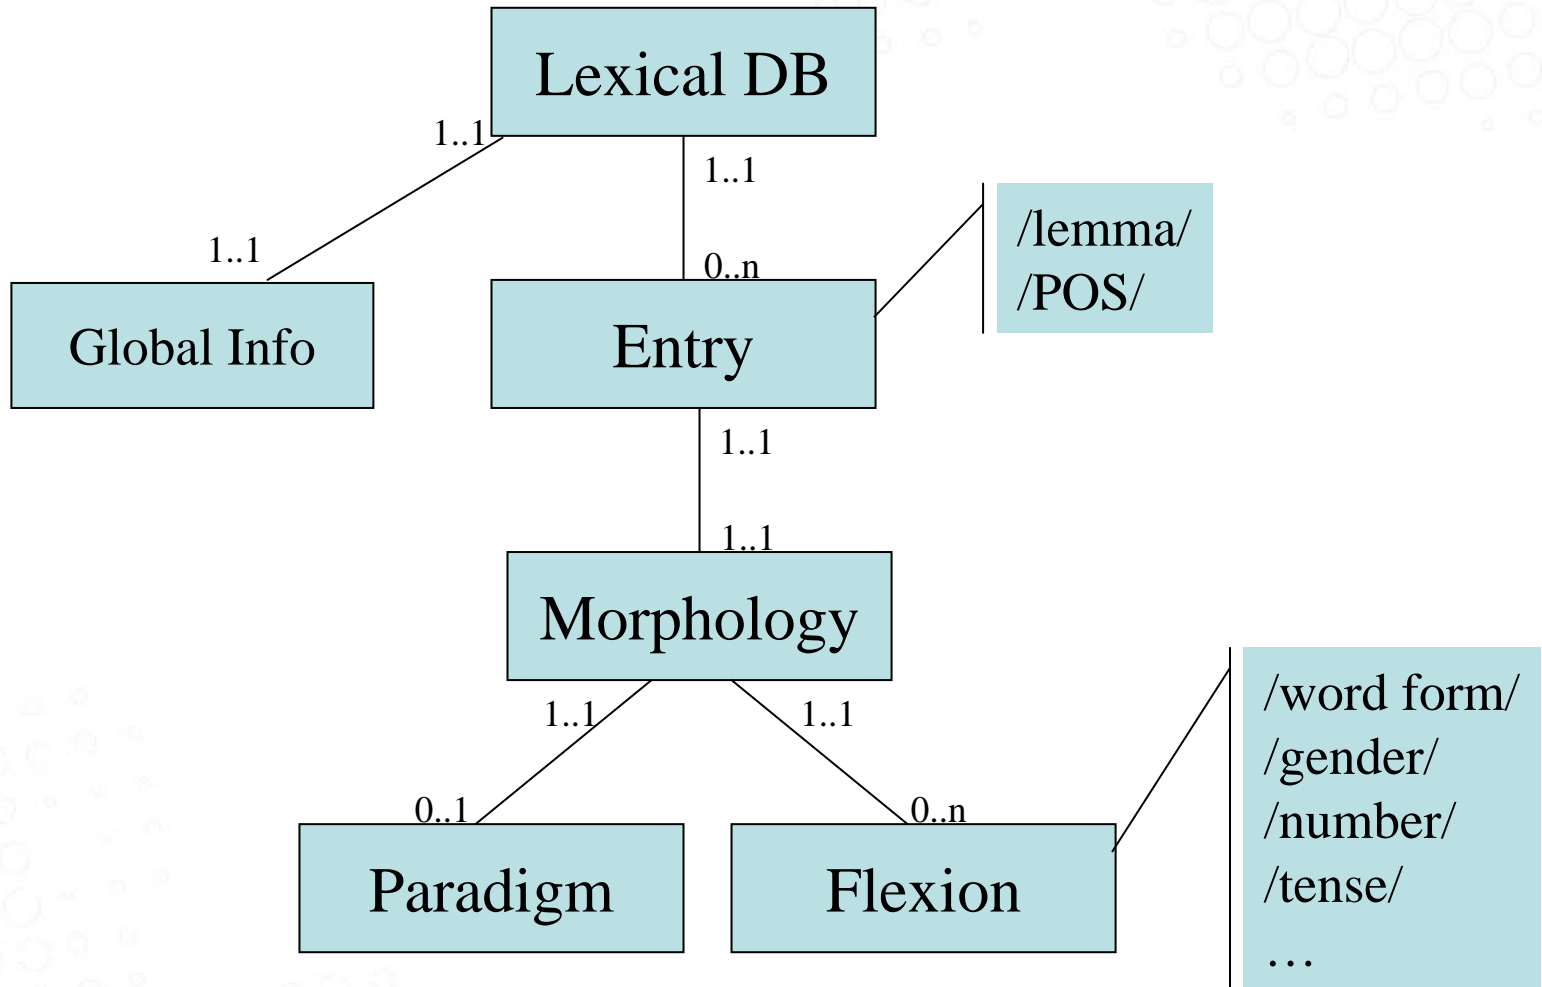 Lexical DB
1..1
1..1
/lemma/
/POS/
1..1
0..n
Global Info
Entry
1..1
1..1
Morphology
1..1
1..1
/word form/
/gender/
/number/
/tense/
…
0..1
0..n
Paradigm
Flexion